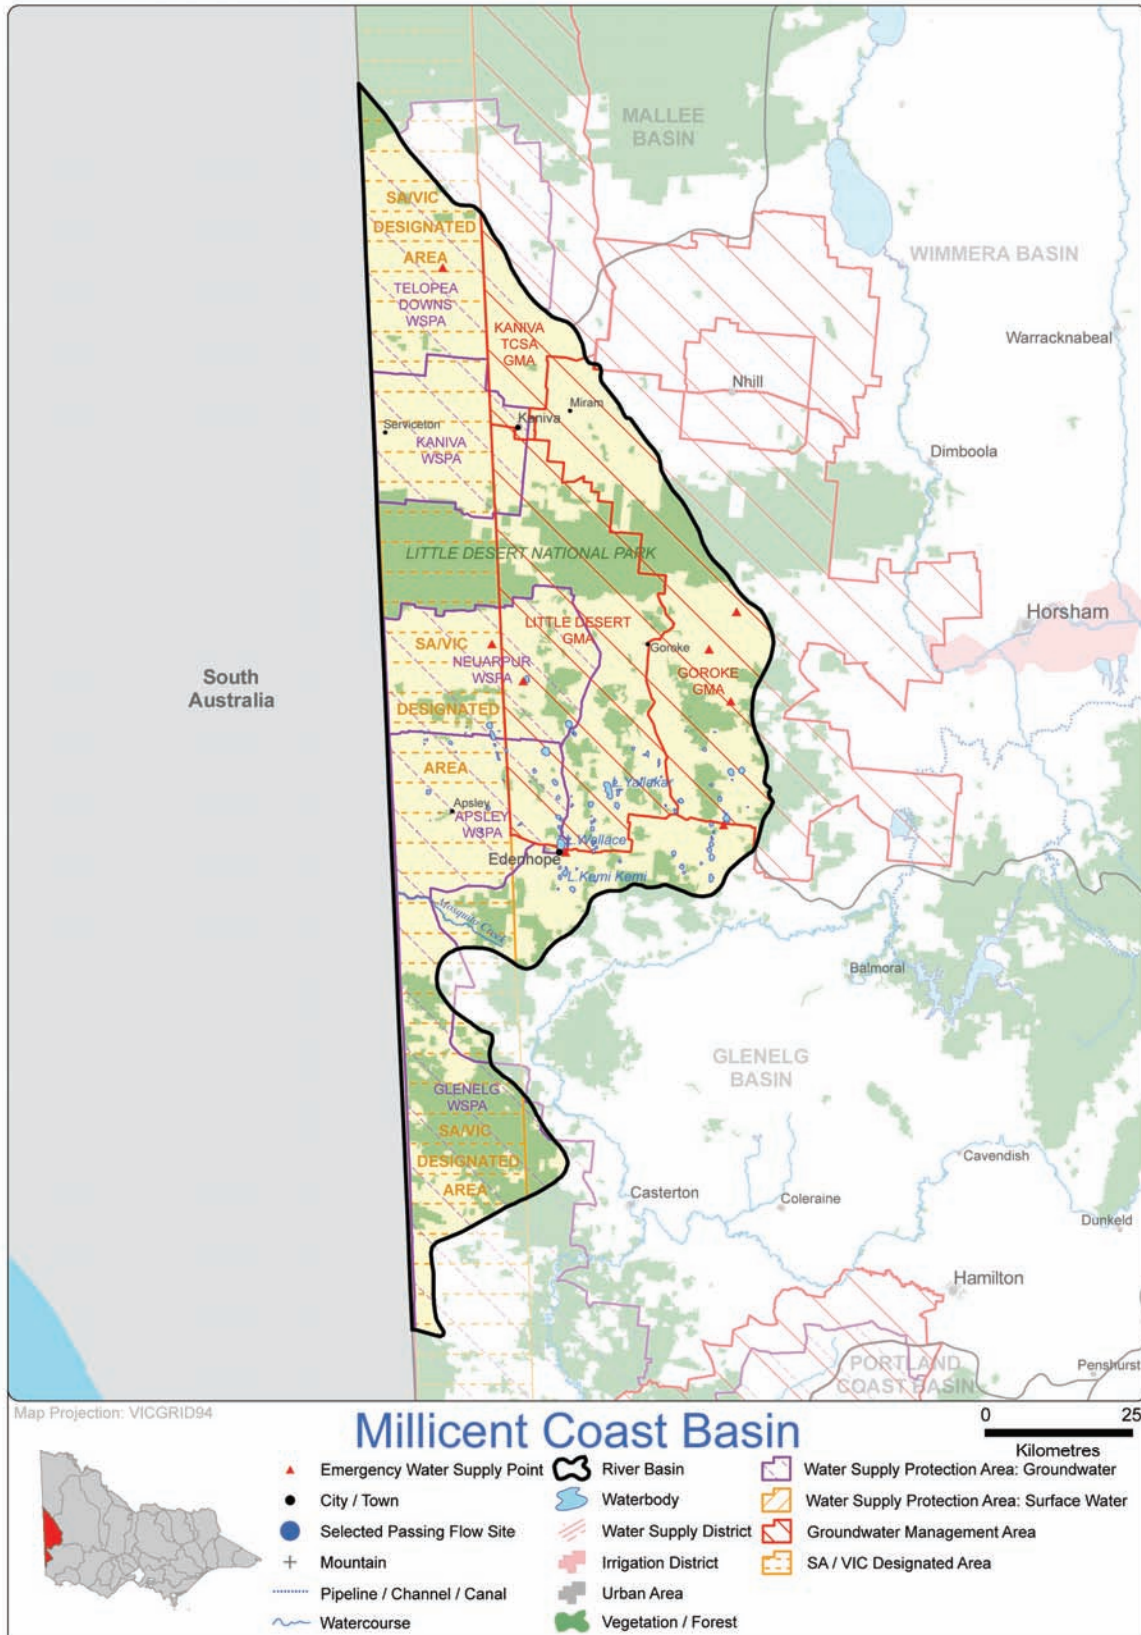 MALLEE
BASIN
WIMMERA BASIN
SA/VIC
DESIGNATED
AREA
TELOPEA
DOWNS
WSPA
KANIVA
TCSA
GMA
Warracknabeal
Nhill
Miram
Kaniva
Serviceton
KANIVA
WSPA
Dimboola
LITTLE DESERT NATIONAL PARK
Horsham
LITTLE DESERT
GMA
SA/VIC
NEUARPUR
WSPA
Goroke
GOROKE
GMA
South
Australia
DESIGNATED
AREA
L. Yallakar
Apsley
APSLEY
WSPA
L. Wallace
Edenhope
L. Kemi Kemi
Mosquito Creek
Balmoral
GLENELG
BASIN
GLENELG
WSPA
SA/VIC
DESIGNATED
AREA
Cavendish
Casterton
Coleraine
Dunkeld
Hamilton
PORTLAND
COAST BASIN
Penshurst
Map Projection: VICGRID94
Millicent Coast Basin
0 25
Kilometres
Emergency Water Supply Point
City / Town
Selected Passing Flow Site
Mountain
Pipeline / Channel / Canal
Watercourse
River Basin
Waterbody
Water Supply District
Irrigation District
Urban Area
Vegetation / Forest
Water Supply Protection Area: Groundwater
Water Supply Protection Area: Surface Water
Groundwater Management Area
SA / VIC Designated Area